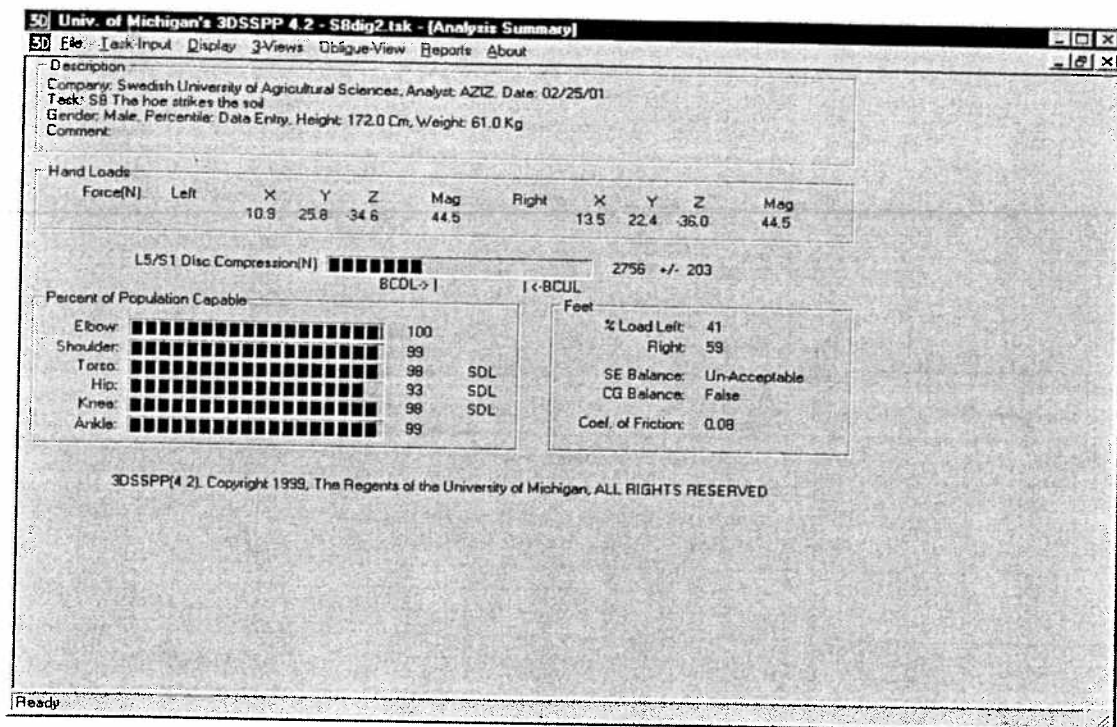 3D Univ. of Michigan's 3DSSPP 4.2 - S8dig2.tsk - [Analysis Summary]
3D File Task-Input Display 3-Views Oblique-View Reports About
Description
Company: Swedish University of Agricultural Sciences, Analyst: AZIZ, Date: 02/25/01
Task: S8 The hoe strikes the soil
Gender: Male, Percentile: Data Entry, Height: 172.0 Cm, Weight: 61.0 Kg
Comment:
Hand Loads
Force(N) Left X Y Z Mag Right X Y Z Mag
10.9 25.8 -34.6 44.5 13.5 22.4 -36.0 44.5
L5/S1 Disc Compression(N) 2756 +/- 203
BCDL->| |<-BCUL
Percent of Population Capable
Elbow: 100
Shoulder: 99
Torso: 98 SDL
Hip: 93 SDL
Knee: 98 SDL
Ankle: 99
Feet
% Load Left: 41
Right: 59
SE Balance: Un-Acceptable
CG Balance: False
Coef. of Friction: 0.08
3DSSPP(4.2), Copyright 1999, The Regents of the University of Michigan, ALL RIGHTS RESERVED
Ready